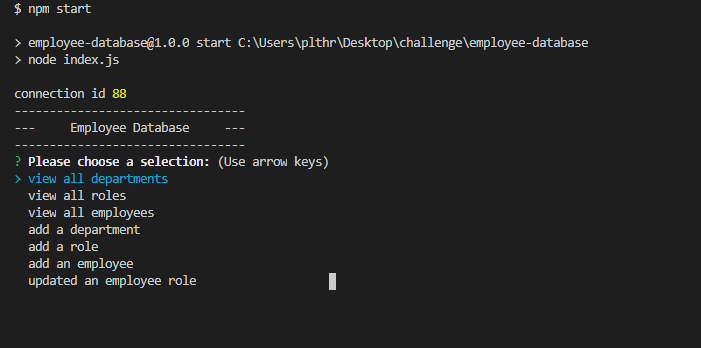 $ npm start
> employee-database@1.0.0 start C:\Users\plthr\Desktop\challenge\employee-database
> node index.js
connection id 88
---------------------------------
---     Employee Database     ---
---------------------------------
? Please choose a selection: (Use arrow keys)
> view all departments
view all roles
view all employees
add a department
add a role
add an employee
updated an employee role